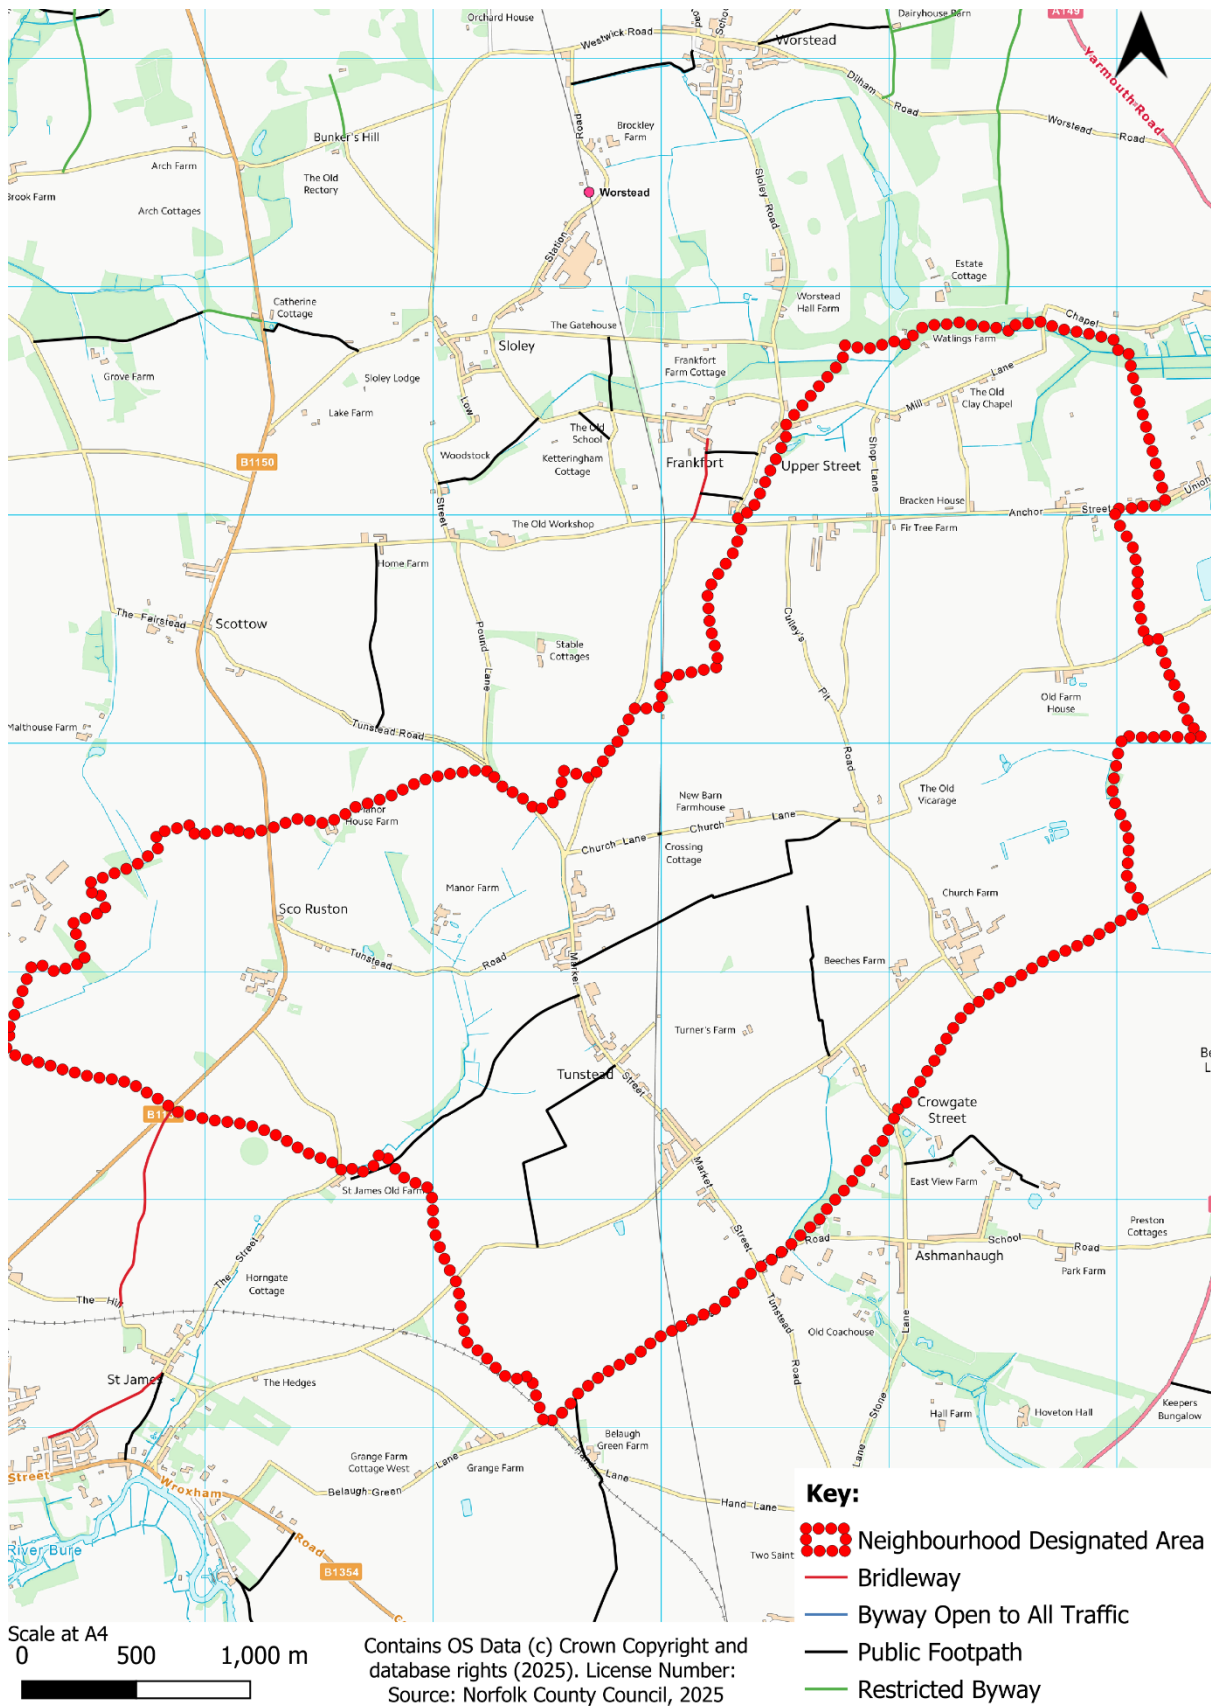 Orchard House
Dairyhouse Barn
A149
Westwick Road
Worstead
Yarmouth Road
Dilham
Road
Worstead
Road
Road
Brockley
Farm
Bunker's Hill
Arch Farm
The Old
Rectory
Brook Farm
Arch Cottages
Worstead
Sloley Road
Station
Estate
Cottage
Catherine
Cottage
Worstead
Hall Farm
Chapel
The Gatehouse
Sloley
Watlings Farm
Frankfort
Farm Cottage
Grove Farm
Sloley Lodge
Lane
The Old
Clay Chapel
Mill
Lake Farm
Low
The Old
School
Shop Lane
Woodstock
Ketteringham
Cottage
Frankfort
Upper Street
B1150
Union
Street
Bracken House
Anchor
Street
The Old Workshop
Fir Tree Farm
Home Farm
The Fairstead
Scottow
Pound Lane
Culley's
Stable
Cottages
Pit
Old Farm
House
Malthouse Farm
Tunstead Road
Road
The Old
Vicarage
New Barn
Farmhouse
Manor
House Farm
Church Lane
Church
Lane
Crossing
Cottage
Manor Farm
Church Farm
Sco Ruston
Tunstead
Road
Market
Beeches Farm
Turner's Farm
Tunstead
Street
Crowgate
Street
Market
St James Old Farm
East View Farm
Street
Preston
Cottages
Road
School
Road
Ashmanhaugh
Park Farm
The Street
Horngate
Cottage
The Hill
Tunstead
Road
Old Coachouse
Lane
St James
The Hedges
Stone
Keepers
Bungalow
Hall Farm
Hoveton Hall
Belaugh
Green Farm
Grange Farm
Cottage West
Lane
Grange Farm
Lane
Street
Wroxham
Belaugh Green
Lane
Hand Lane
Road
River Bure
Two Saint
B1354
Key:
Neighbourhood Designated Area
Bridleway
Byway Open to All Traffic
Public Footpath
Restricted Byway
Scale at A4
0 500 1,000 m
Contains OS Data (c) Crown Copyright and
database rights (2025). License Number:
Source: Norfolk County Council, 2025